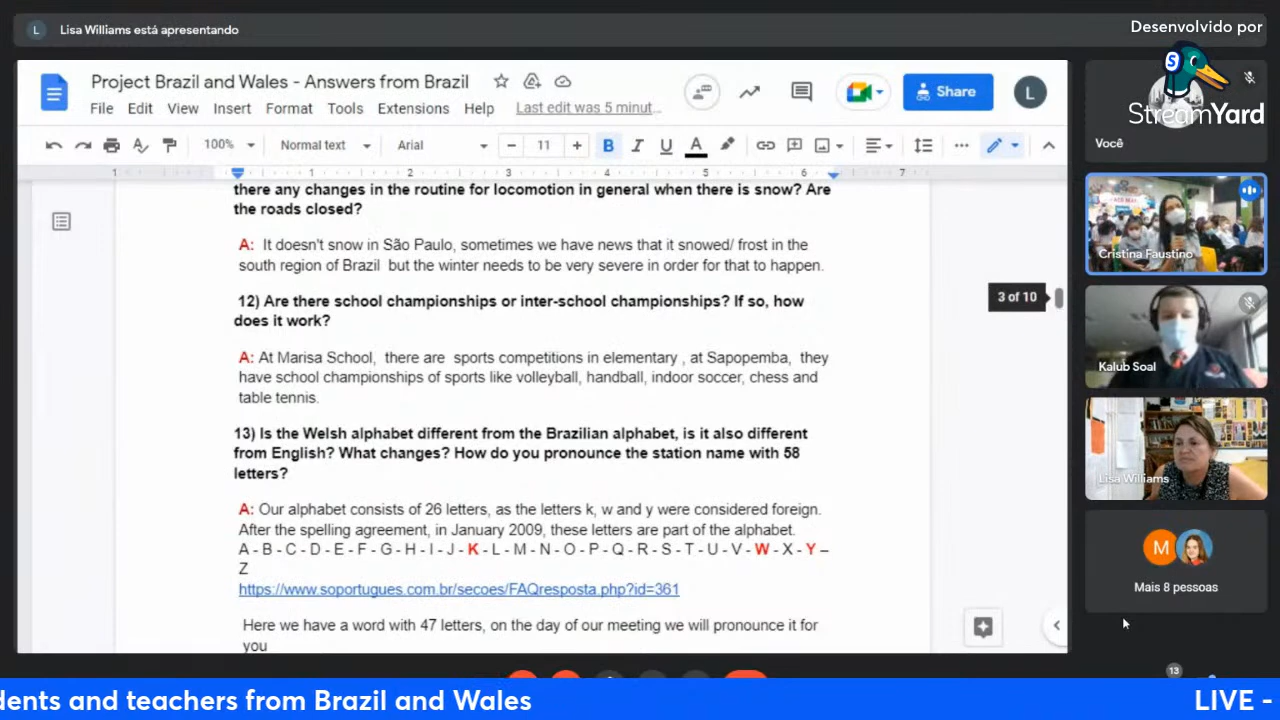 L Lisa Williams está apresentando
Desenvolvido por
StreamYard
Project Brazil and Wales - Answers from Brazil
File Edit View Insert Format Tools Extensions Help Last edit was 5 minut...
Share
L
100% Normal text Arial 11 B I U A
1 1 2 3 4 5 6 7
there any changes in the routine for locomotion in general when there is snow? Are
the roads closed?
A: It doesn't snow in São Paulo, sometimes we have news that it snowed/ frost in the
south region of Brazil but the winter needs to be very severe in order for that to happen.
12) Are there school championships or inter-school championships? If so, how
does it work?
A: At Marisa School, there are sports competitions in elementary , at Sapopemba, they
have school championships of sports like volleyball, handball, indoor soccer, chess and
table tennis.
13) Is the Welsh alphabet different from the Brazilian alphabet, is it also different
from English? What changes? How do you pronounce the station name with 58
letters?
A: Our alphabet consists of 26 letters, as the letters k, w and y were considered foreign.
After the spelling agreement, in January 2009, these letters are part of the alphabet.
A - B - C - D - E - F - G - H - I - J - K - L - M - N - O - P - Q - R - S - T - U - V - W - X - Y –
Z
https://www.soportugues.com.br/secoes/FAQresposta.php?id=361
Here we have a word with 47 letters, on the day of our meeting we will pronounce it for
you
3 of 10
Você
Cristina Faustino
Kalub Soal
Lisa Williams
M
Mais 8 pessoas
13
dents and teachers from Brazil and Wales
LIVE -